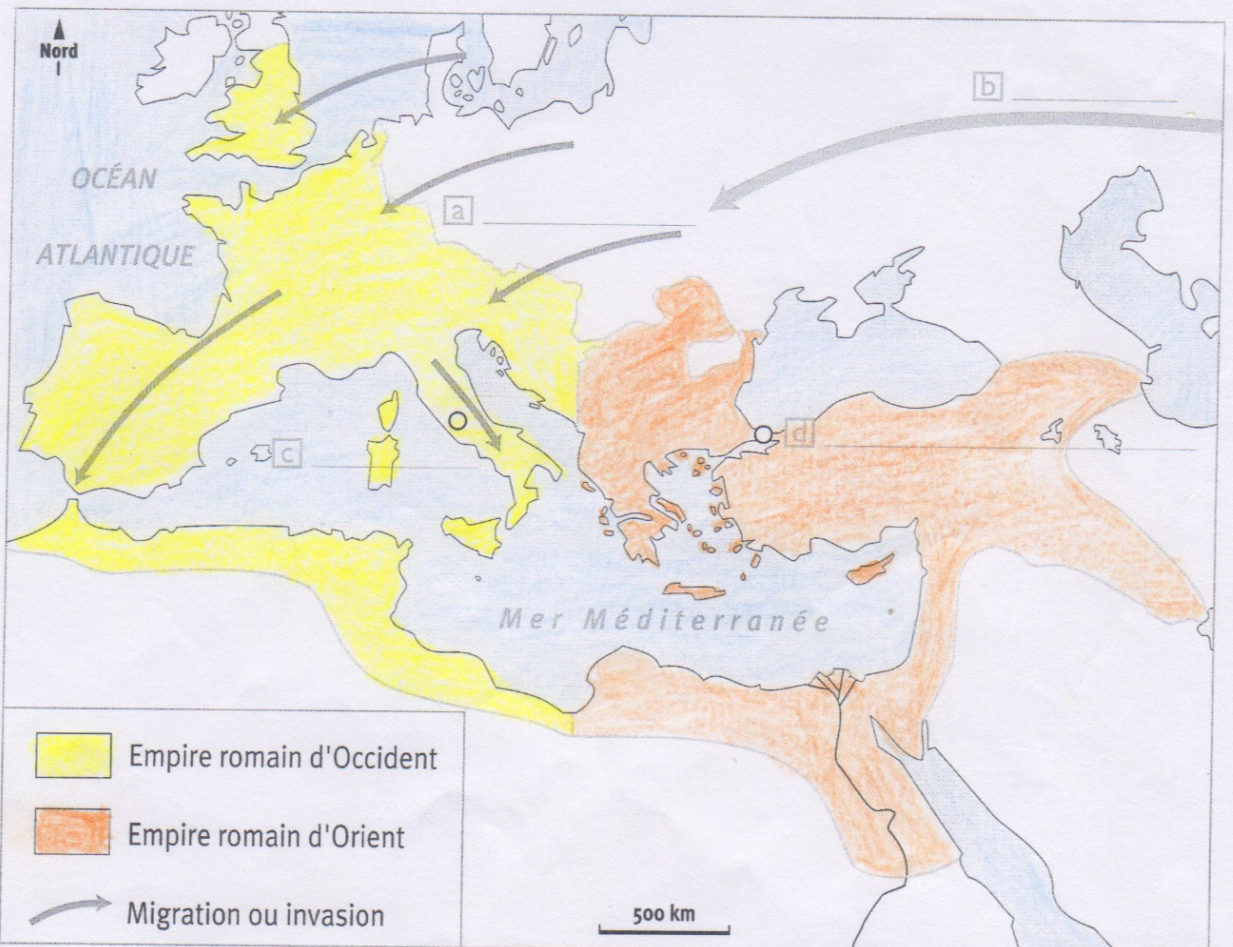 Nord
b
OCÉAN
a
ATLANTIQUE
d
c
Mer Méditerranée
Empire romain d'Occident
Empire romain d'Orient
Migration ou invasion
500 km